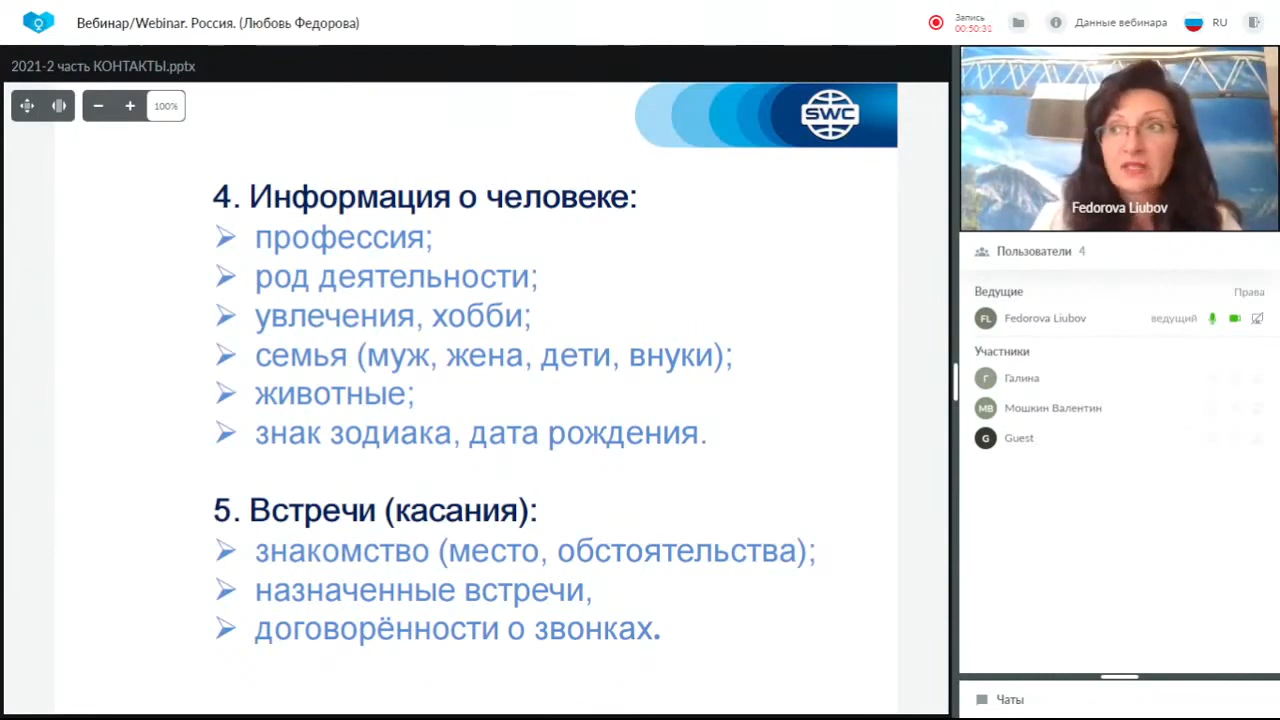 Вебинар/Webinar. Россия. (Любовь Федорова)
Запись
00:50:31
Данные вебинара
RU
2021-2 часть КОНТАКТЫ.pptx
100%
SWC
4. Информация о человеке:
профессия;
род деятельности;
увлечения, хобби;
семья (муж, жена, дети, внуки);
животные;
знак зодиака, дата рождения.
5. Встречи (касания):
знакомство (место, обстоятельства);
назначенные встречи,
договорённости о звонках.
Fedorova Liubov
Пользователи 4
Ведущие Права
FL Fedorova Liubov ведущий
Участники
Г Галина
МВ Мошкин Валентин
G Guest
Чаты